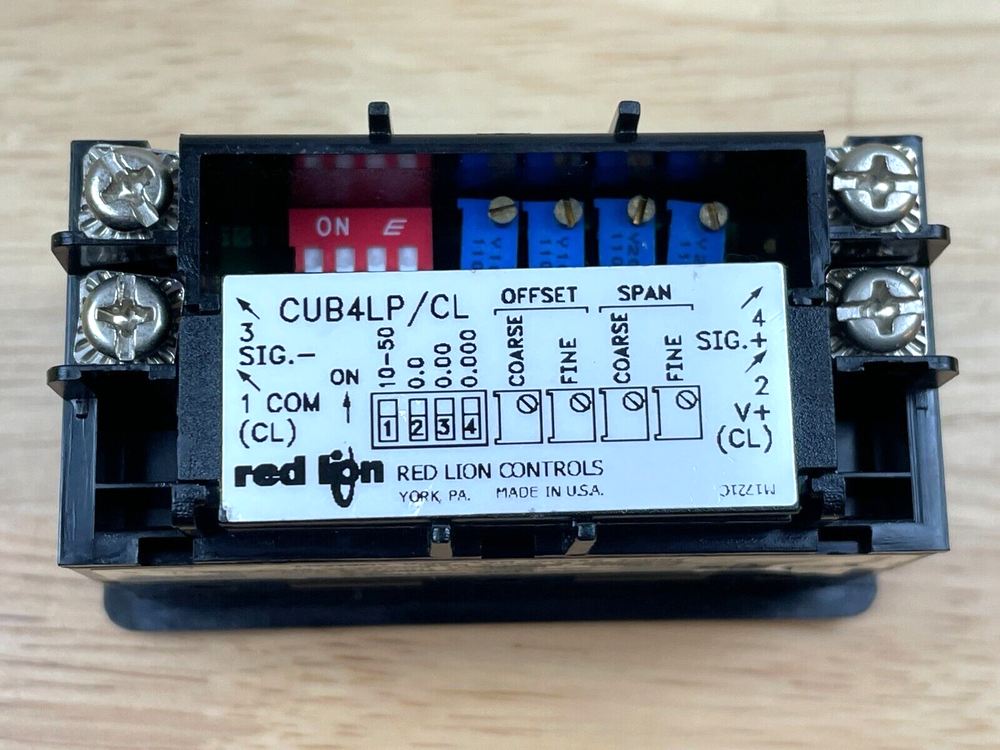 ON E
CUB4LP/CL
OFFSET SPAN
3
SIG.-
1 COM
(CL)
ON
10-50
0.0
0.00
0.000
1 2 3 4
COARSE
FINE
COARSE
FINE
4
SIG.+
2
V+
(CL)
red lion RED LION CONTROLS
YORK, PA. MADE IN U.S.A.
M1721C